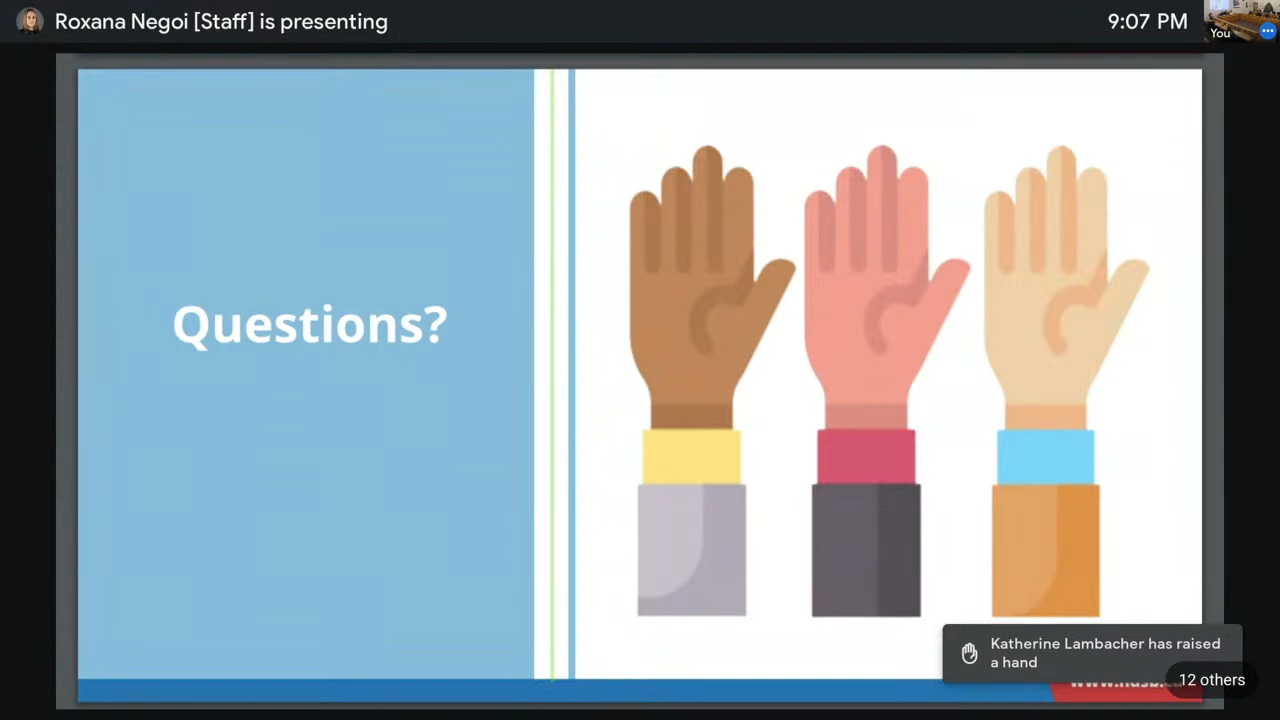 Roxana Negoi [Staff] is presenting
9:07 PM
You
Questions?
Katherine Lambacher has raised
a hand
12 others